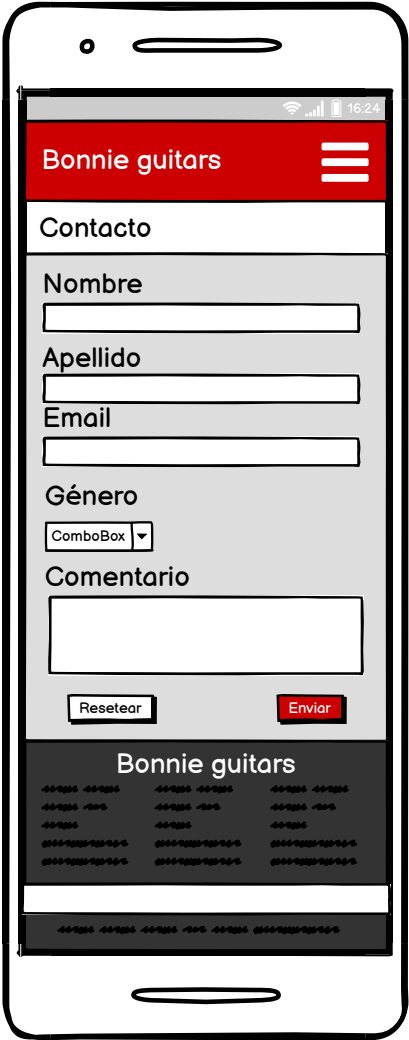 16:24
Bonnie guitars
Contacto
Nombre
Apellido
Email
Género
ComboBox
Comentario
Resetear
Enviar
Bonnie guitars